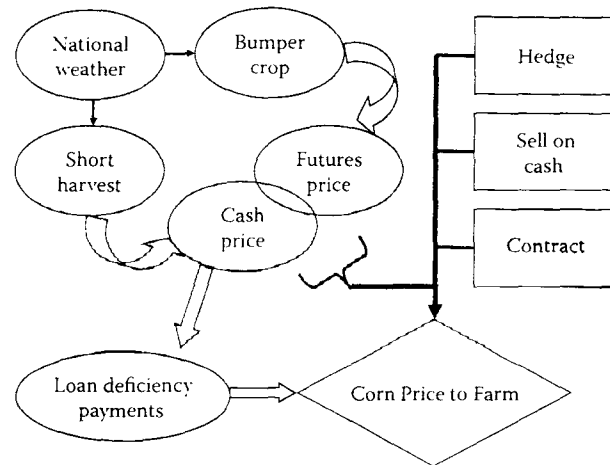 National
weather
Bumper
crop
Hedge
Short
harvest
Futures
price
Sell on
cash
Cash
price
Contract
Loan deficiency
payments
Corn Price to Farm